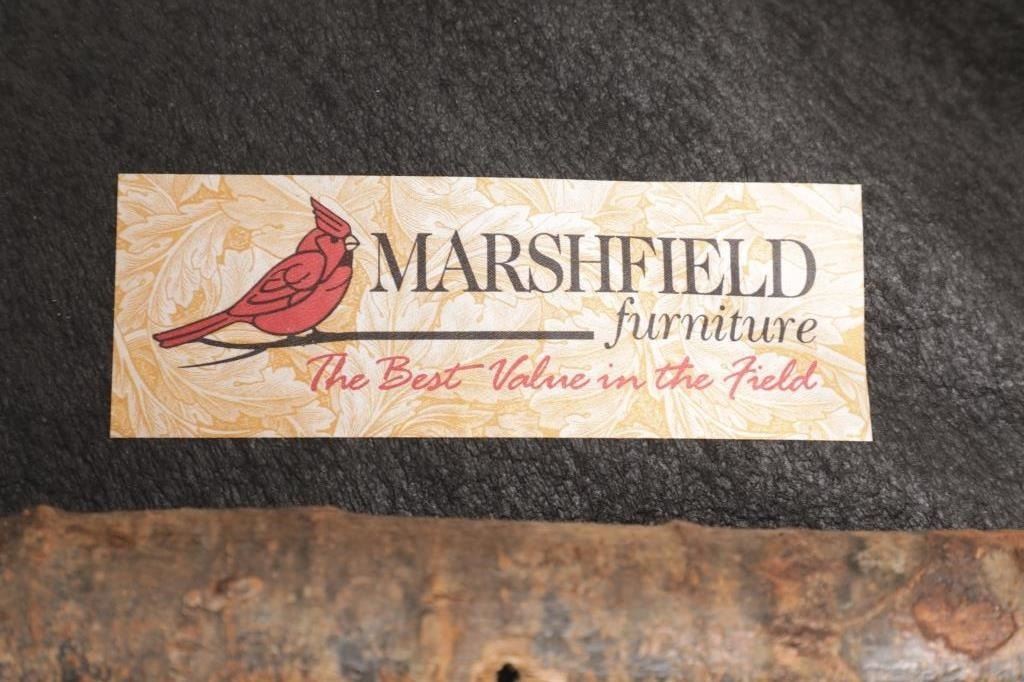 MARSHFIELD
furniture
The Best Value in the Field